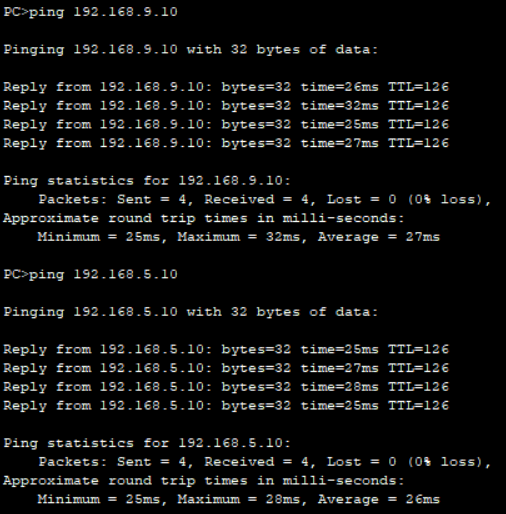 PC>ping 192.168.9.10
Pinging 192.168.9.10 with 32 bytes of data:
Reply from 192.168.9.10: bytes=32 time=26ms TTL=126
Reply from 192.168.9.10: bytes=32 time=32ms TTL=126
Reply from 192.168.9.10: bytes=32 time=25ms TTL=126
Reply from 192.168.9.10: bytes=32 time=27ms TTL=126
Ping statistics for 192.168.9.10:
Packets: Sent = 4, Received = 4, Lost = 0 (0% loss),
Approximate round trip times in milli-seconds:
Minimum = 25ms, Maximum = 32ms, Average = 27ms
PC>ping 192.168.5.10
Pinging 192.168.5.10 with 32 bytes of data:
Reply from 192.168.5.10: bytes=32 time=25ms TTL=126
Reply from 192.168.5.10: bytes=32 time=27ms TTL=126
Reply from 192.168.5.10: bytes=32 time=28ms TTL=126
Reply from 192.168.5.10: bytes=32 time=25ms TTL=126
Ping statistics for 192.168.5.10:
Packets: Sent = 4, Received = 4, Lost = 0 (0% loss),
Approximate round trip times in milli-seconds:
Minimum = 25ms, Maximum = 28ms, Average = 26ms